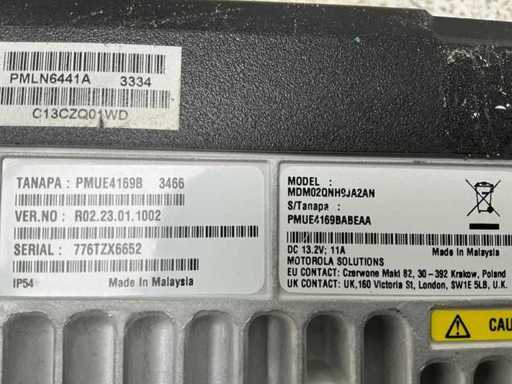 PMLN6441A 3334
C13CZQ01WD
TANAPA : PMUE4169B 3466
VER.NO : R02.23.01.1002
SERIAL : 776TZX6652
IP54 Made In Malaysia
MODEL
MDM02QNH9JA2AN
S/Tanapa :
PMUE4169BABEAA
DC 13.2V; 11A Made In Malaysia
MOTOROLA SOLUTIONS
EU CONTACT: Czerwone Maki 82, 30 - 392 Krakow, Poland
UK CONTACT: UK,160 Victoria St, London, SW1E 5LB, U.K.
CAU